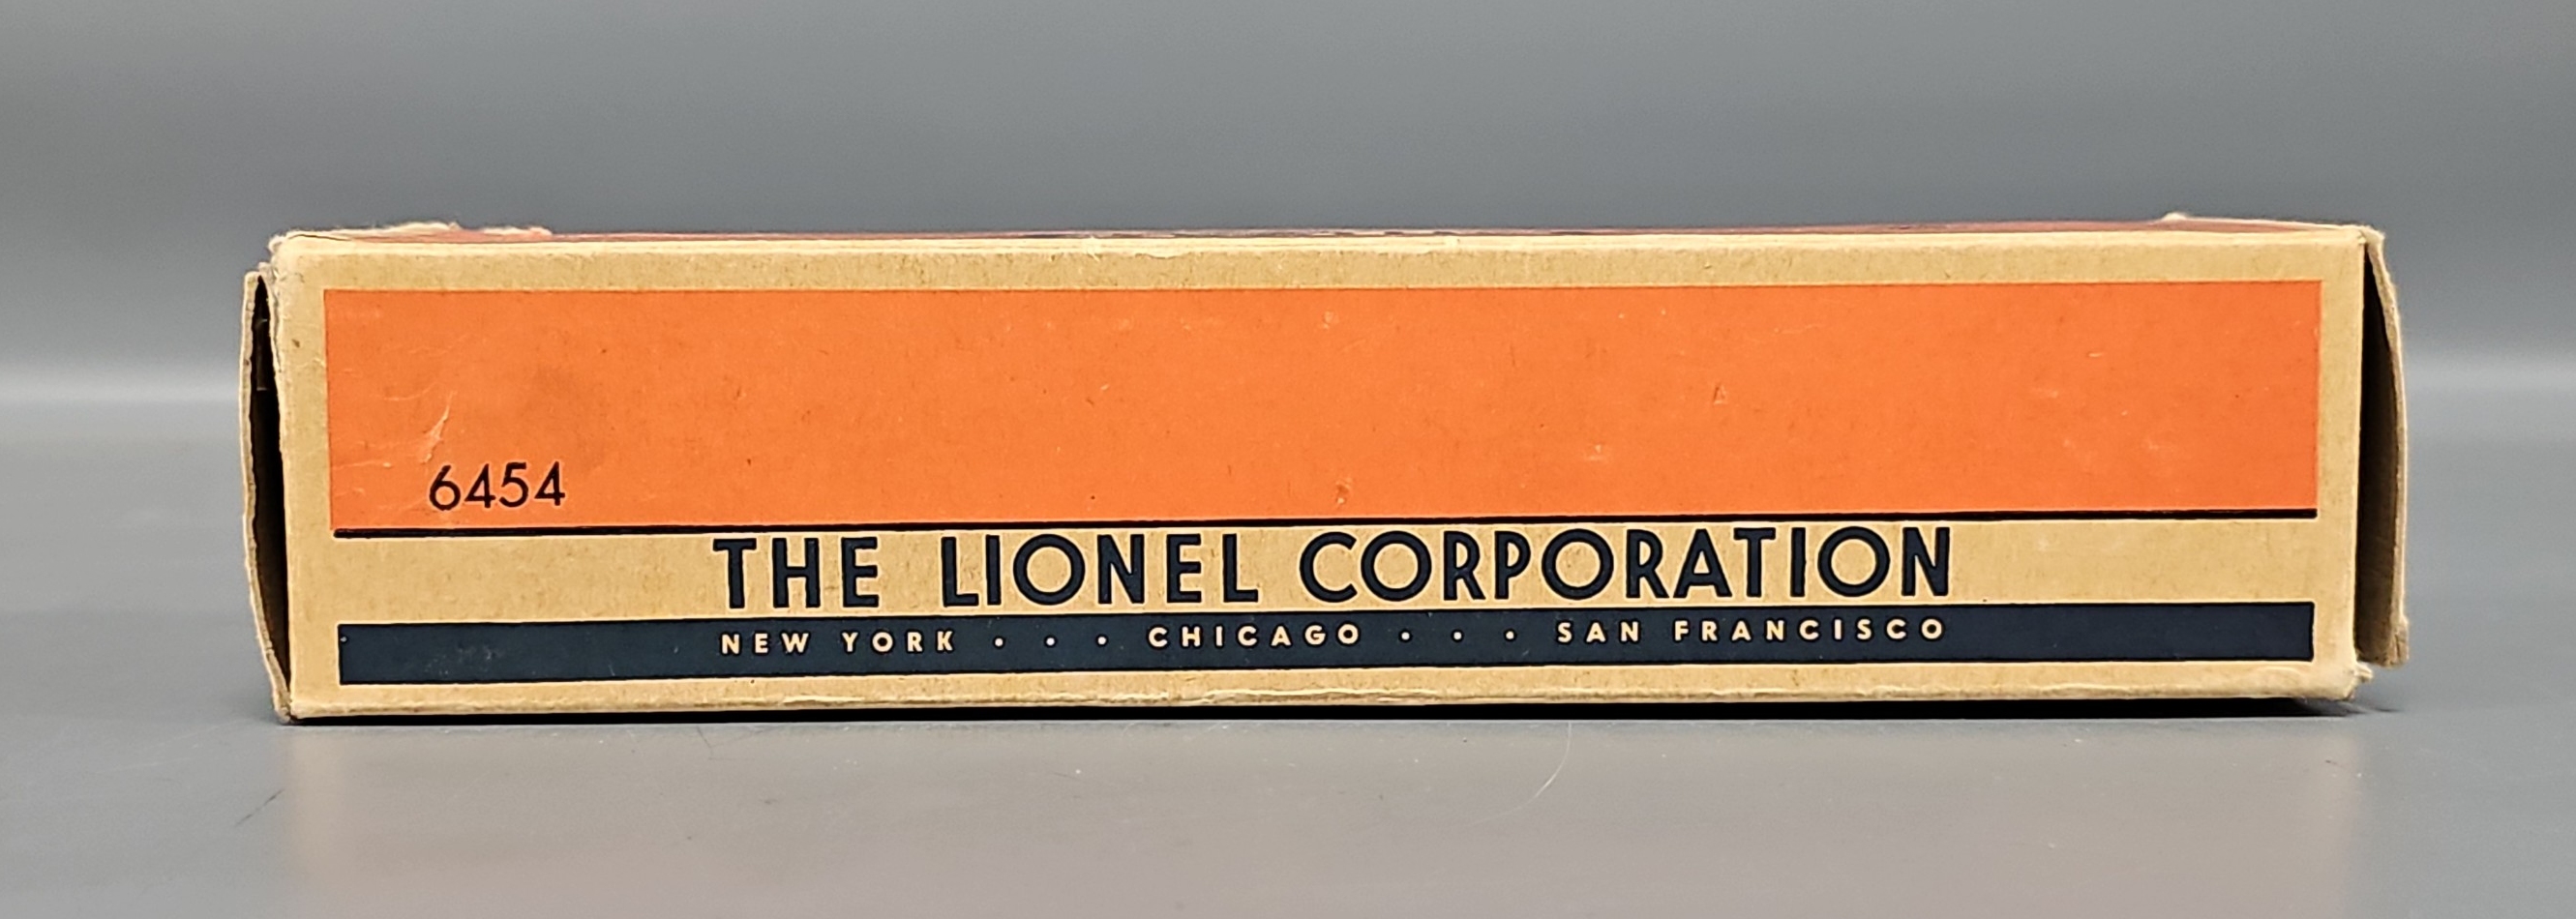 6454
THE LIONEL CORPORATION
NEW YORK . . . CHICAGO . . . SAN FRANCISCO